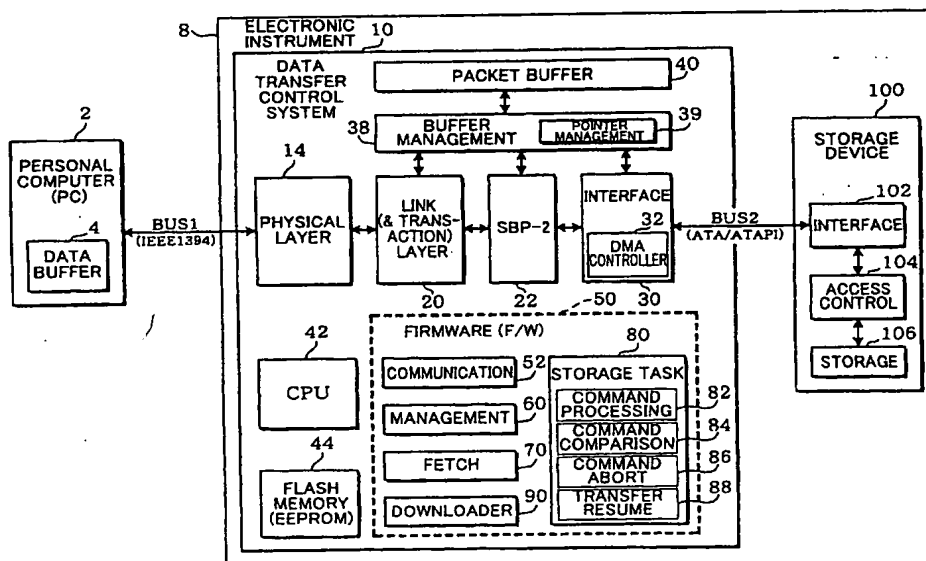 8
ELECTRONIC
INSTRUMENT
10
DATA
TRANSFER
CONTROL
SYSTEM
PACKET BUFFER
40
38
BUFFER
MANAGEMENT
POINTER
MANAGEMENT
39
2
PERSONAL
COMPUTER
(PC)
4
DATA
BUFFER
BUS1
(IEEE1394)
14
PHYSICAL
LAYER
LINK
(& TRANS-
ACTION)
LAYER
20
SBP-2
22
INTERFACE
32
DMA
CONTROLLER
30
BUS2
(ATA/ATAPI)
100
STORAGE
DEVICE
102
INTERFACE
104
ACCESS
CONTROL
106
STORAGE
42
CPU
44
FLASH
MEMORY
(EEPROM)
50
FIRMWARE (F/W)
COMMUNICATION
52
MANAGEMENT
60
FETCH
70
DOWNLOADER
90
80
STORAGE TASK
COMMAND
PROCESSING
82
COMMAND
COMPARISON
84
COMMAND
ABORT
86
TRANSFER
RESUME
88